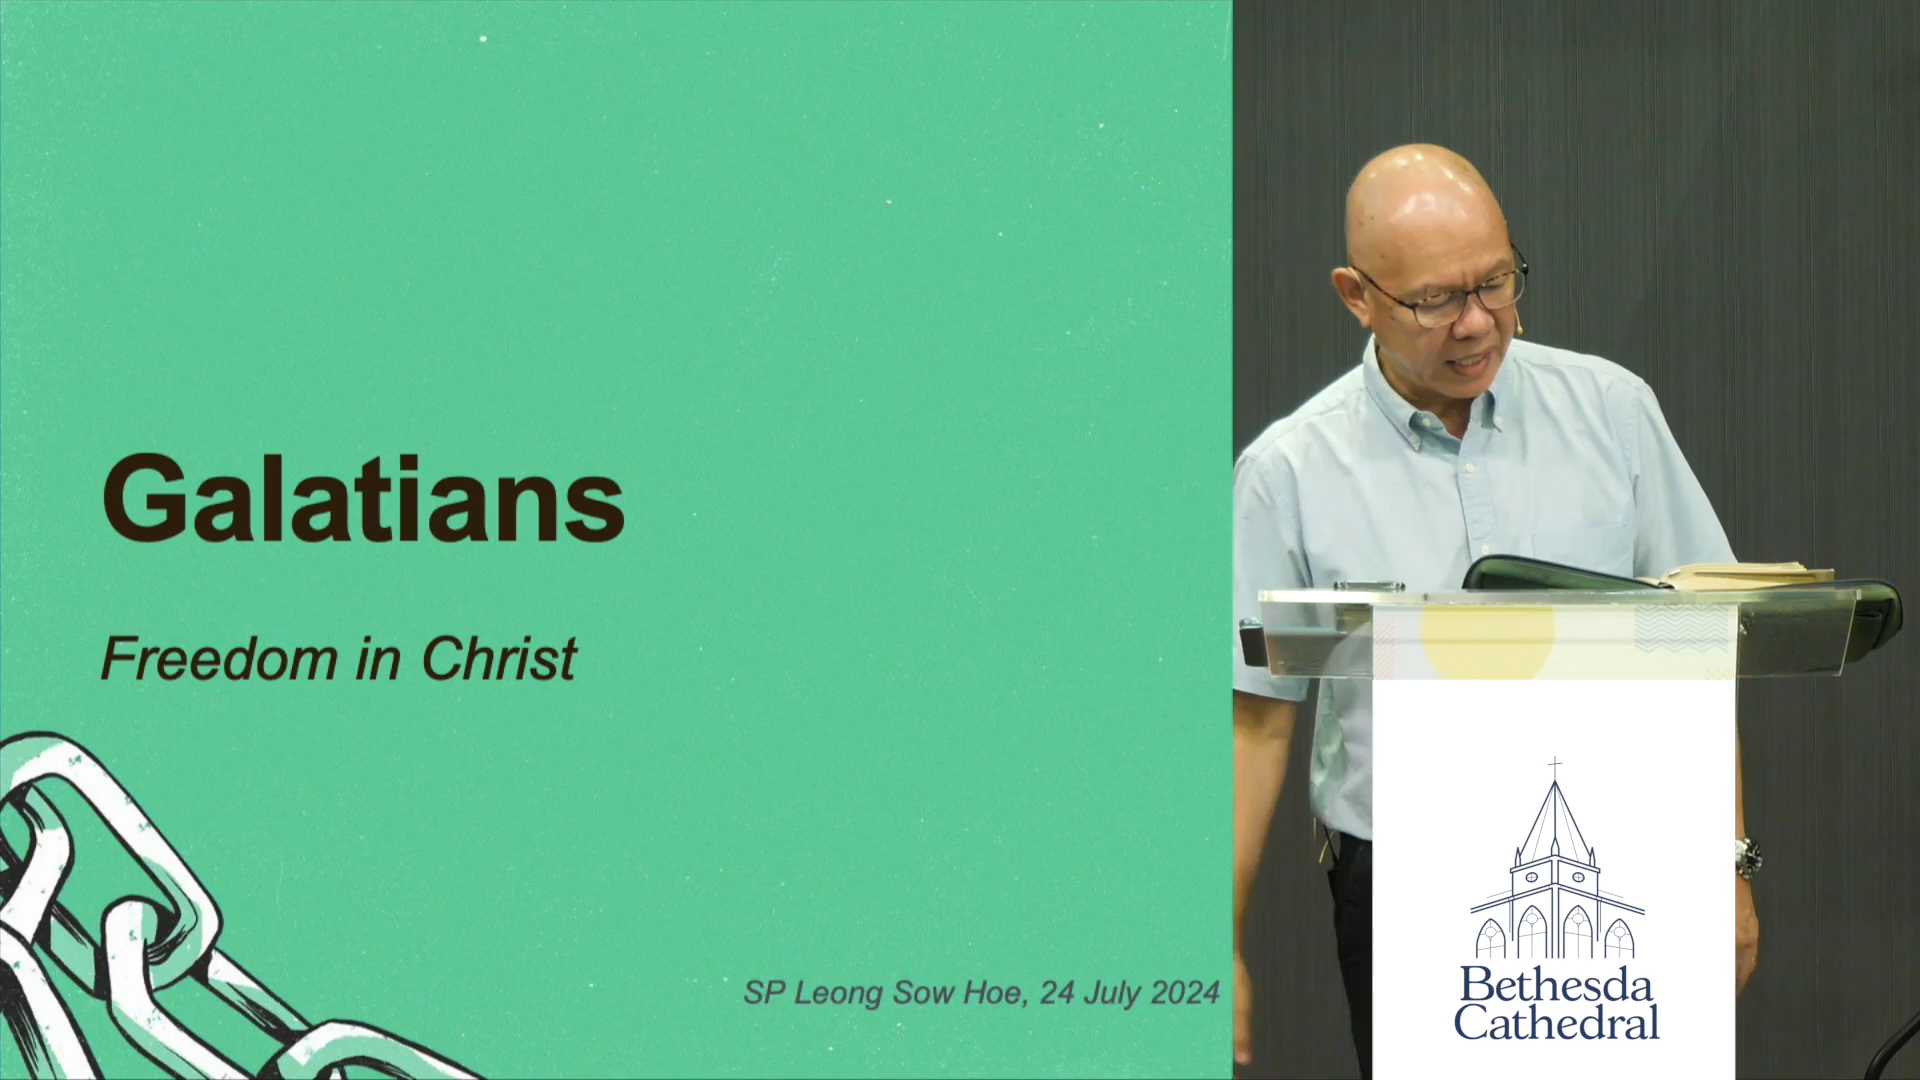 Galatians
Freedom in Christ
SP Leong Sow Hoe, 24 July 2024
Bethesda
Cathedral